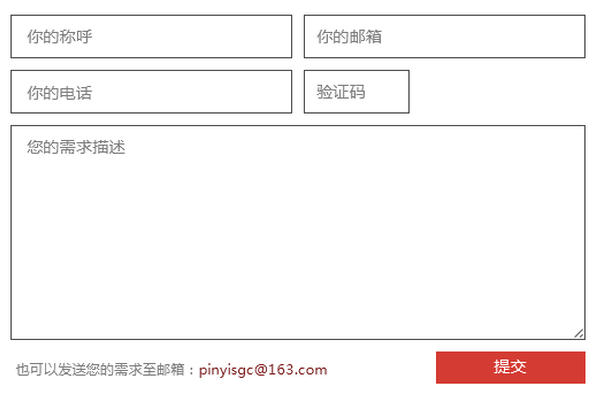 你的称呼
你的邮箱
你的电话
验证码
您的需求描述
也可以发送您的需求至邮箱：pinyisgc@163.com
提交